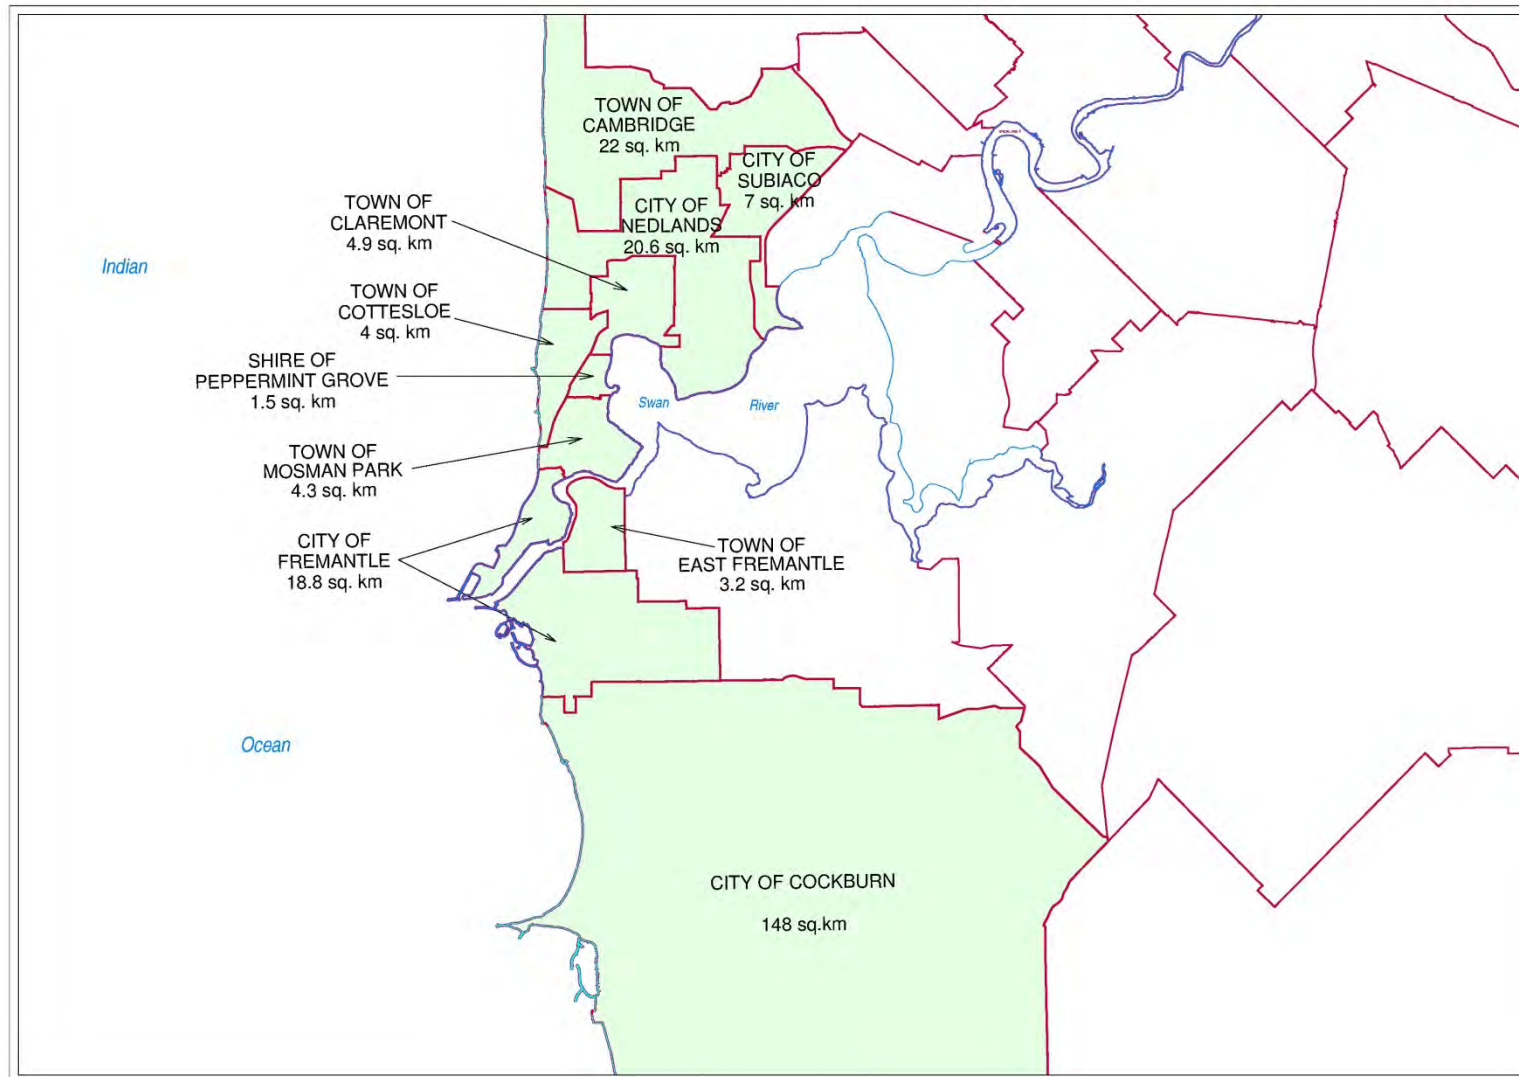 TOWN OF
CAMBRIDGE
22 sq. km
CITY OF
SUBIACO
7 sq. km
TOWN OF
CLAREMONT
4.9 sq. km
CITY OF
NEDLANDS
20.6 sq. km
Indian
TOWN OF
COTTESLOE
4 sq. km
SHIRE OF
PEPPERMINT GROVE
1.5 sq. km
Swan
River
TOWN OF
MOSMAN PARK
4.3 sq. km
CITY OF
FREMANTLE
18.8 sq. km
TOWN OF
EAST FREMANTLE
3.2 sq. km
Ocean
CITY OF COCKBURN
148 sq.km